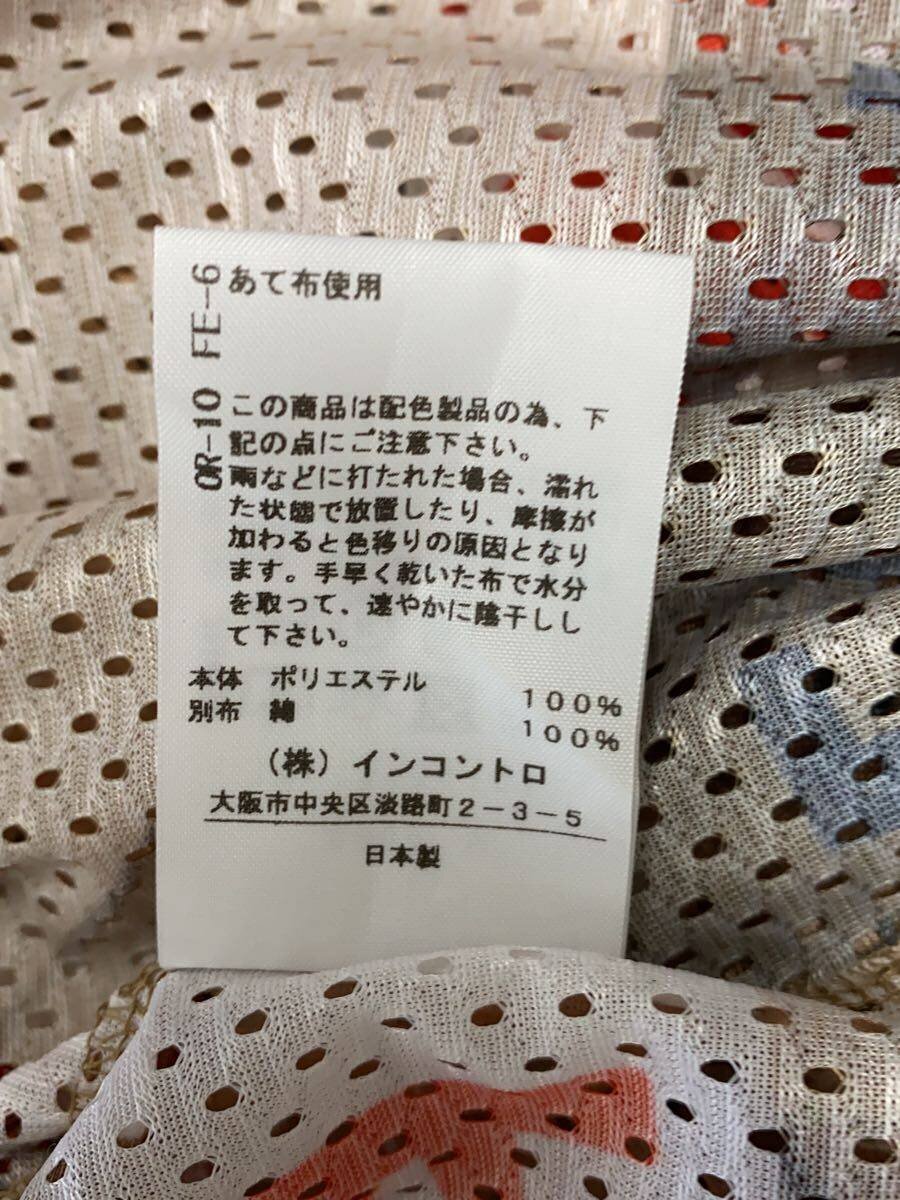 あて布使用
この商品は配色製品の為、下
記の点にご注意下さい。
雨などに打たれた場合、濡れ
た状態で放置したり、摩擦が
加わると色移りの原因となり
ます。手早く乾いた布で水分
を取って、速やかに陰干しし
て下さい。
本体 ポリエステル 100%
別布 綿 100%
(株)インコントロ
大阪市中央区淡路町2-3-5
日本製
OR-10 FE-6